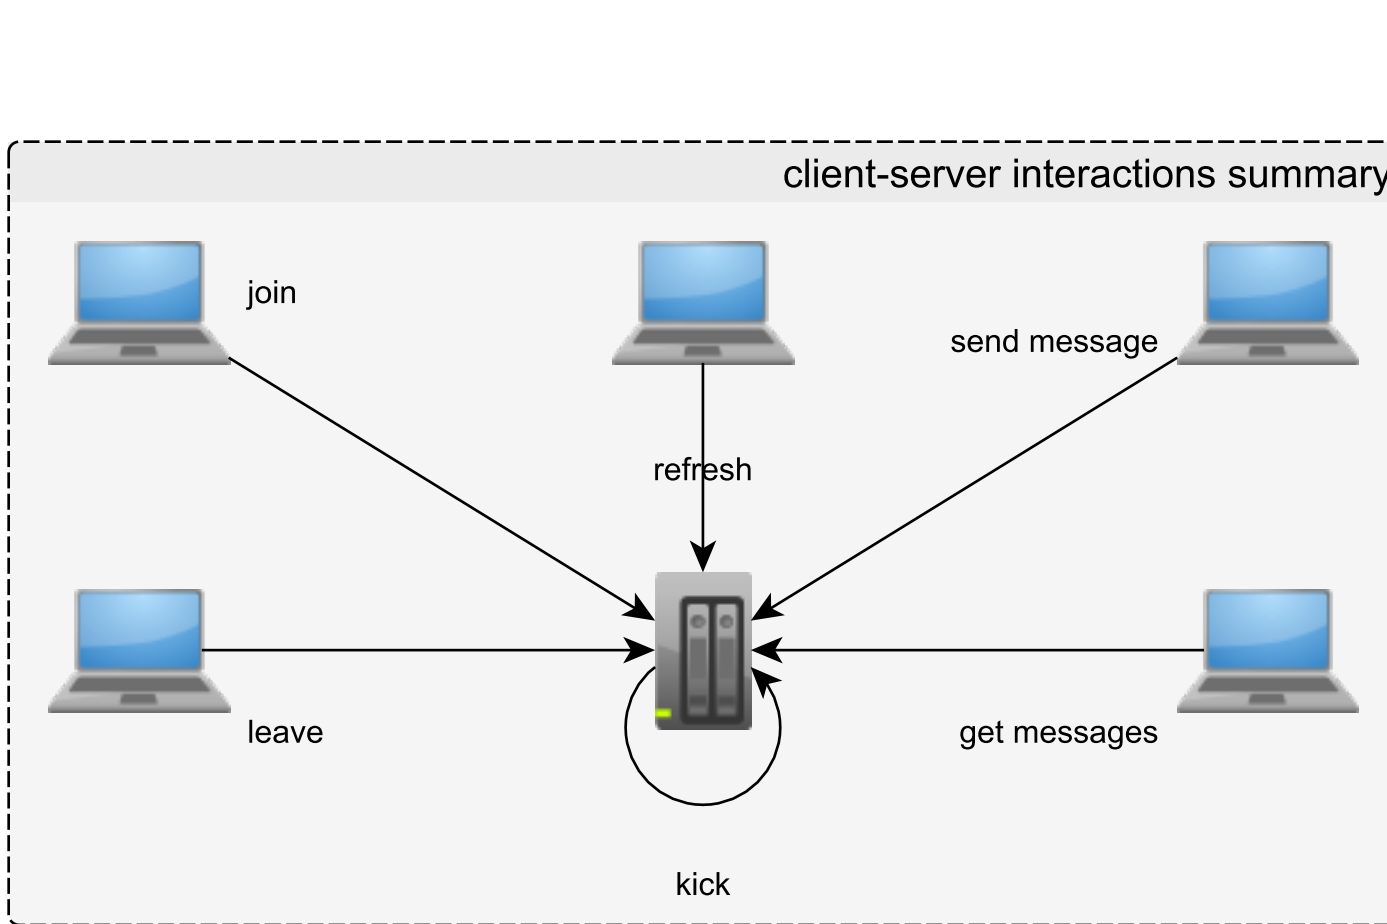 client-server interactions summary
join
send message
refresh
leave
get messages
kick